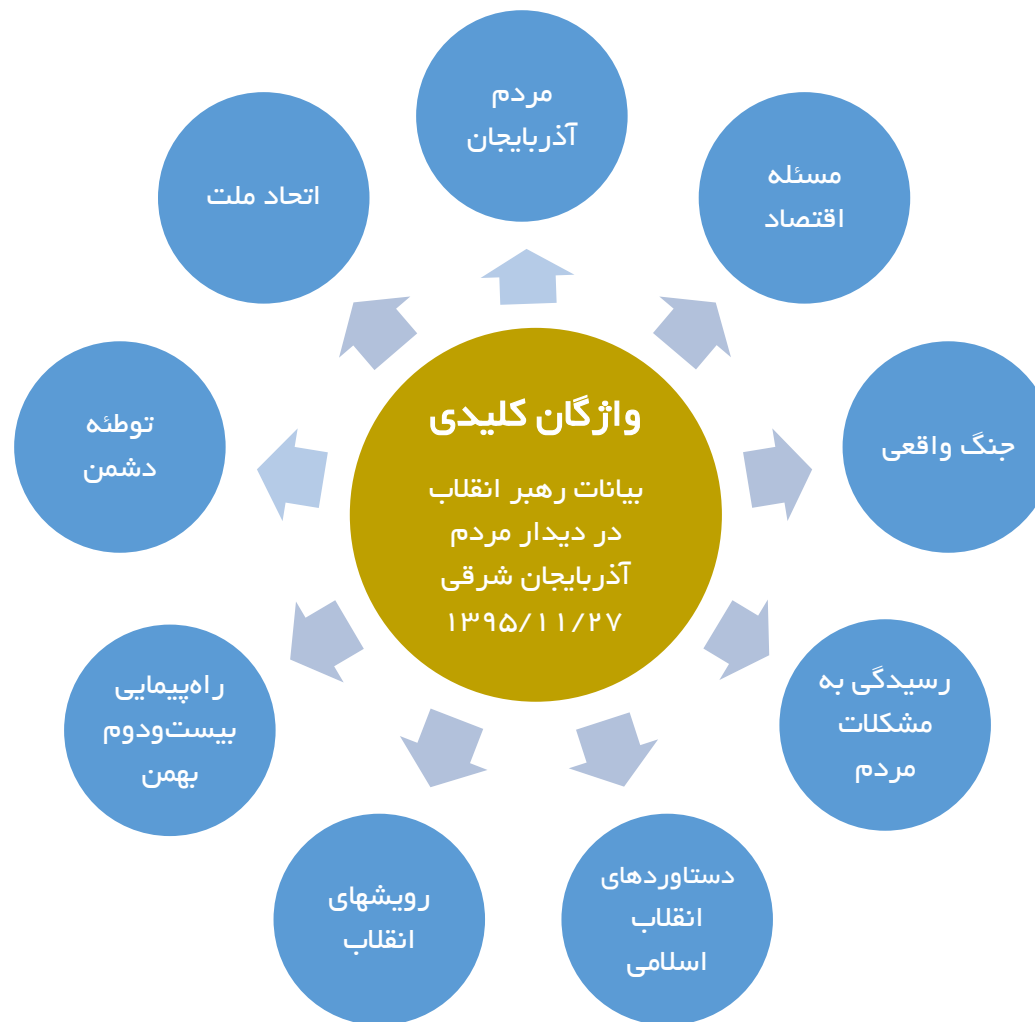 واژگان کلیدی
بیانات رهبر انقلاب
در دیدار مردم
آذربایجان شرقی
۱۳۹۵/۱۱/۲۷
مردم
آذربایجان
مسئله
اقتصاد
جنگ واقعی
رسیدگی به
مشکلات
مردم
دستاوردهای
انقلاب
اسلامی
رویشهای
انقلاب
راه‌پیمایی
بیست‌ودوم
بهمن
توطئه
دشمن
اتحاد ملت